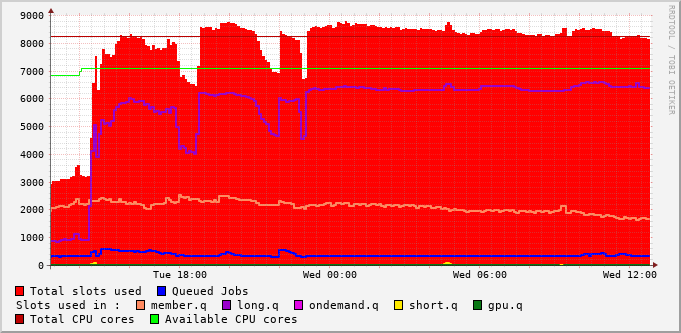 9000
8000
7000
6000
5000
4000
3000
2000
1000
0
Tue 18:00 Wed 00:00 Wed 06:00 Wed 12:00
RRDTOOL / TOBI OETIKER
Total slots used Queued Jobs
Slots used in : member.q long.q ondemand.q short.q gpu.q
Total CPU cores Available CPU cores